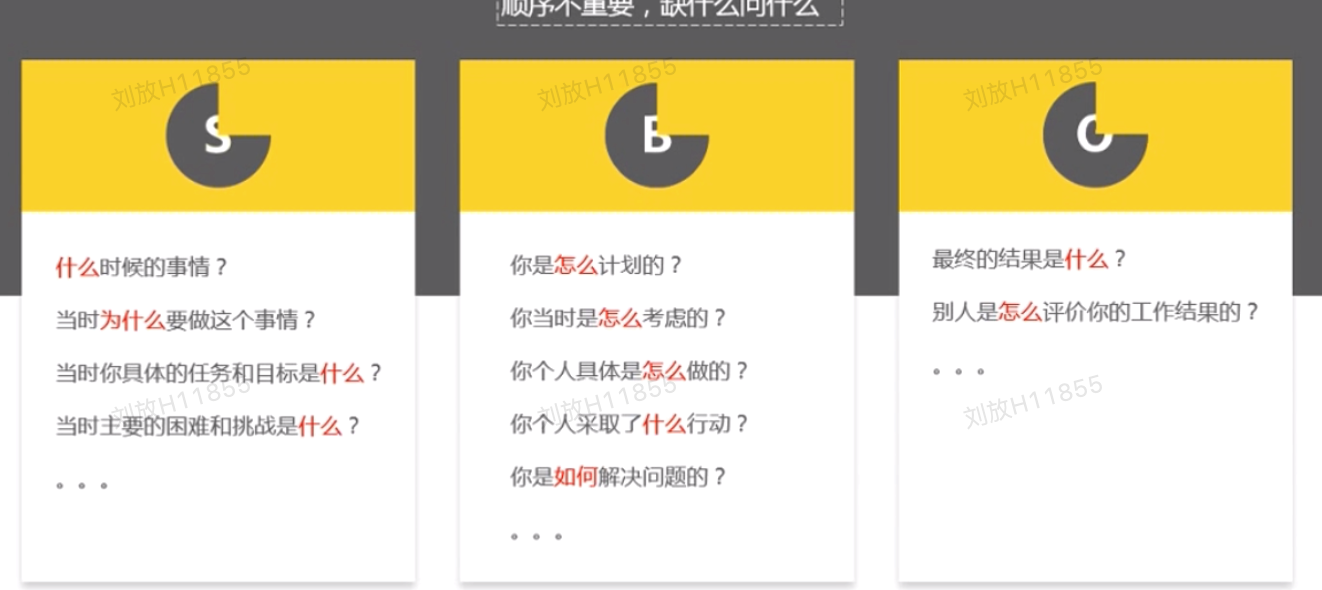 顺序不重要，缺什么问什么
刘放H11855
刘放H11855
刘放H11855
S
什么时候的事情？
当时为什么要做这个事情？
当时你具体的任务和目标是什么？
当时主要的困难和挑战是什么？
。。。
刘放H11855
B
你是怎么计划的？
你当时是怎么考虑的？
你个人具体是怎么做的？
你个人采取了什么行动？
你是如何解决问题的？
。。。
刘放H11855
O
最终的结果是什么？
别人是怎么评价你的工作结果的？
。。。
刘放H11855